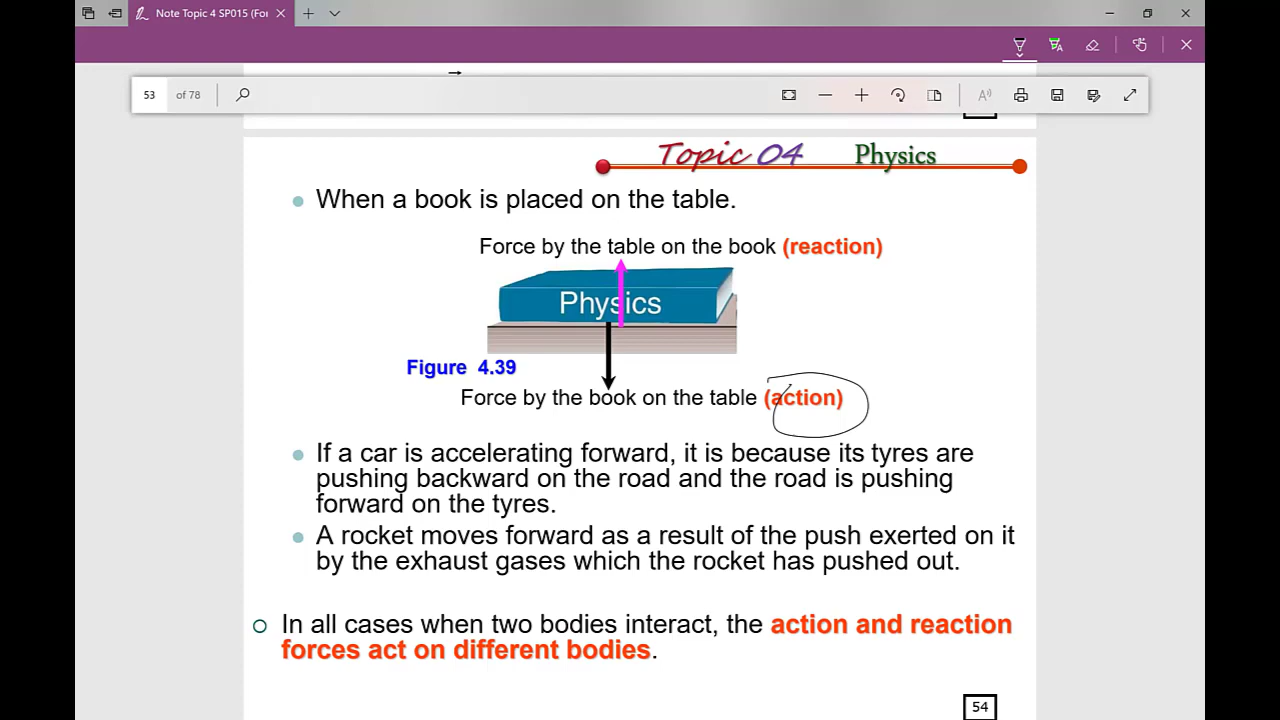 Note Topic 4 SP015 (For
53 of 78
Topic 04 Physics
When a book is placed on the table.
Force by the table on the book (reaction)
Physics
Figure 4.39
Force by the book on the table (action)
If a car is accelerating forward, it is because its tyres are
pushing backward on the road and the road is pushing
forward on the tyres.
A rocket moves forward as a result of the push exerted on it
by the exhaust gases which the rocket has pushed out.
In all cases when two bodies interact, the action and reaction
forces act on different bodies.
54